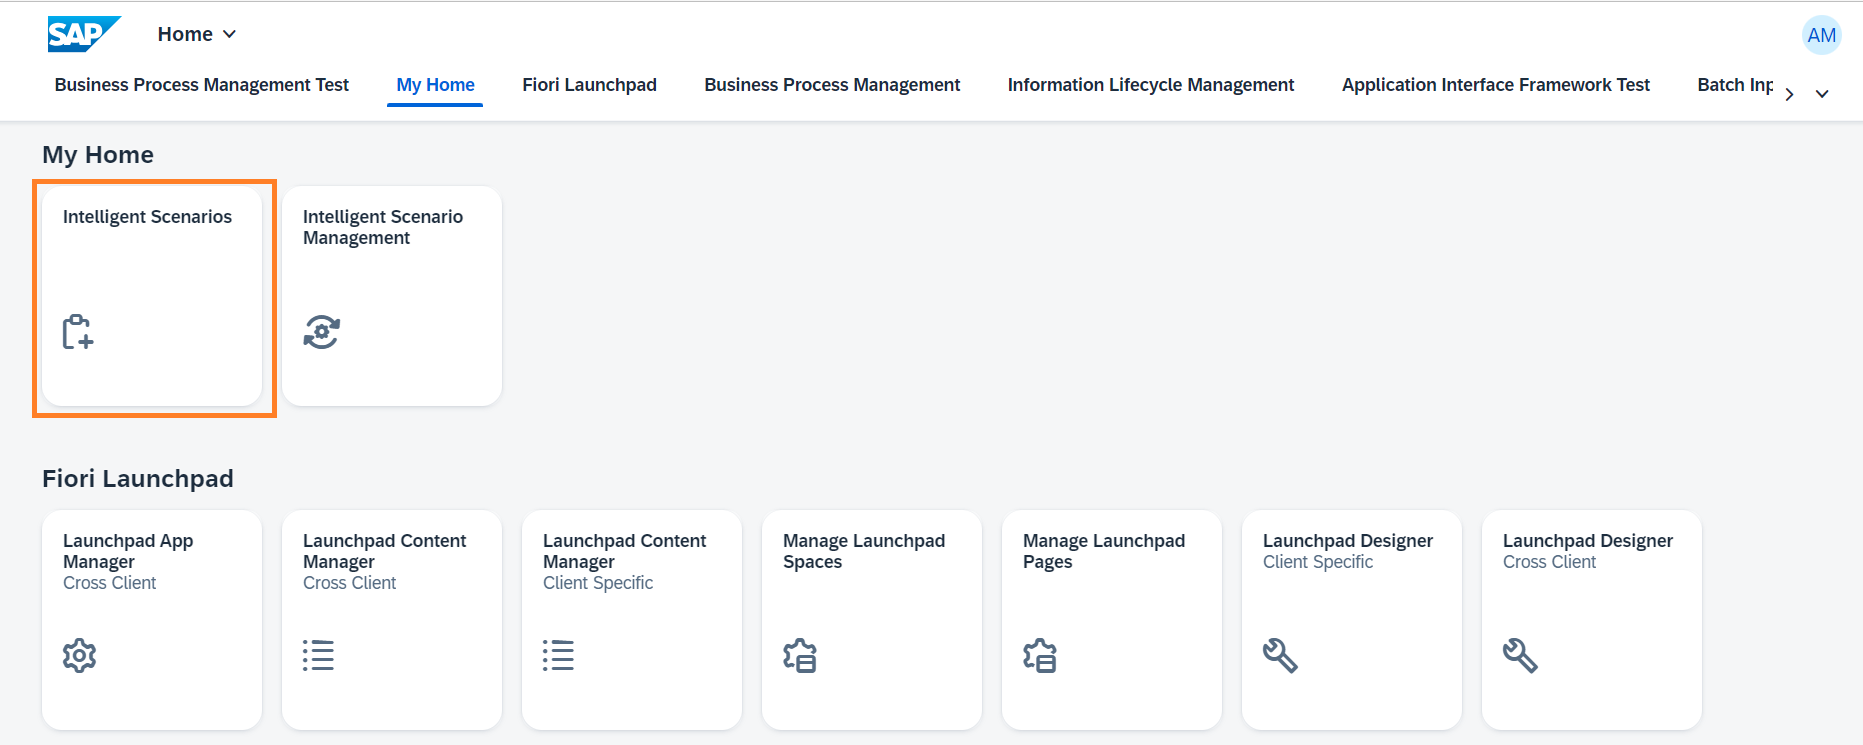 SAP Home AM
Business Process Management Test My Home Fiori Launchpad Business Process Management Information Lifecycle Management Application Interface Framework Test Batch Inp
My Home
Intelligent Scenarios
Intelligent Scenario
Management
Fiori Launchpad
Launchpad App
Manager
Cross Client
Launchpad Content
Manager
Cross Client
Launchpad Content
Manager
Client Specific
Manage Launchpad
Spaces
Manage Launchpad
Pages
Launchpad Designer
Client Specific
Launchpad Designer
Cross Client